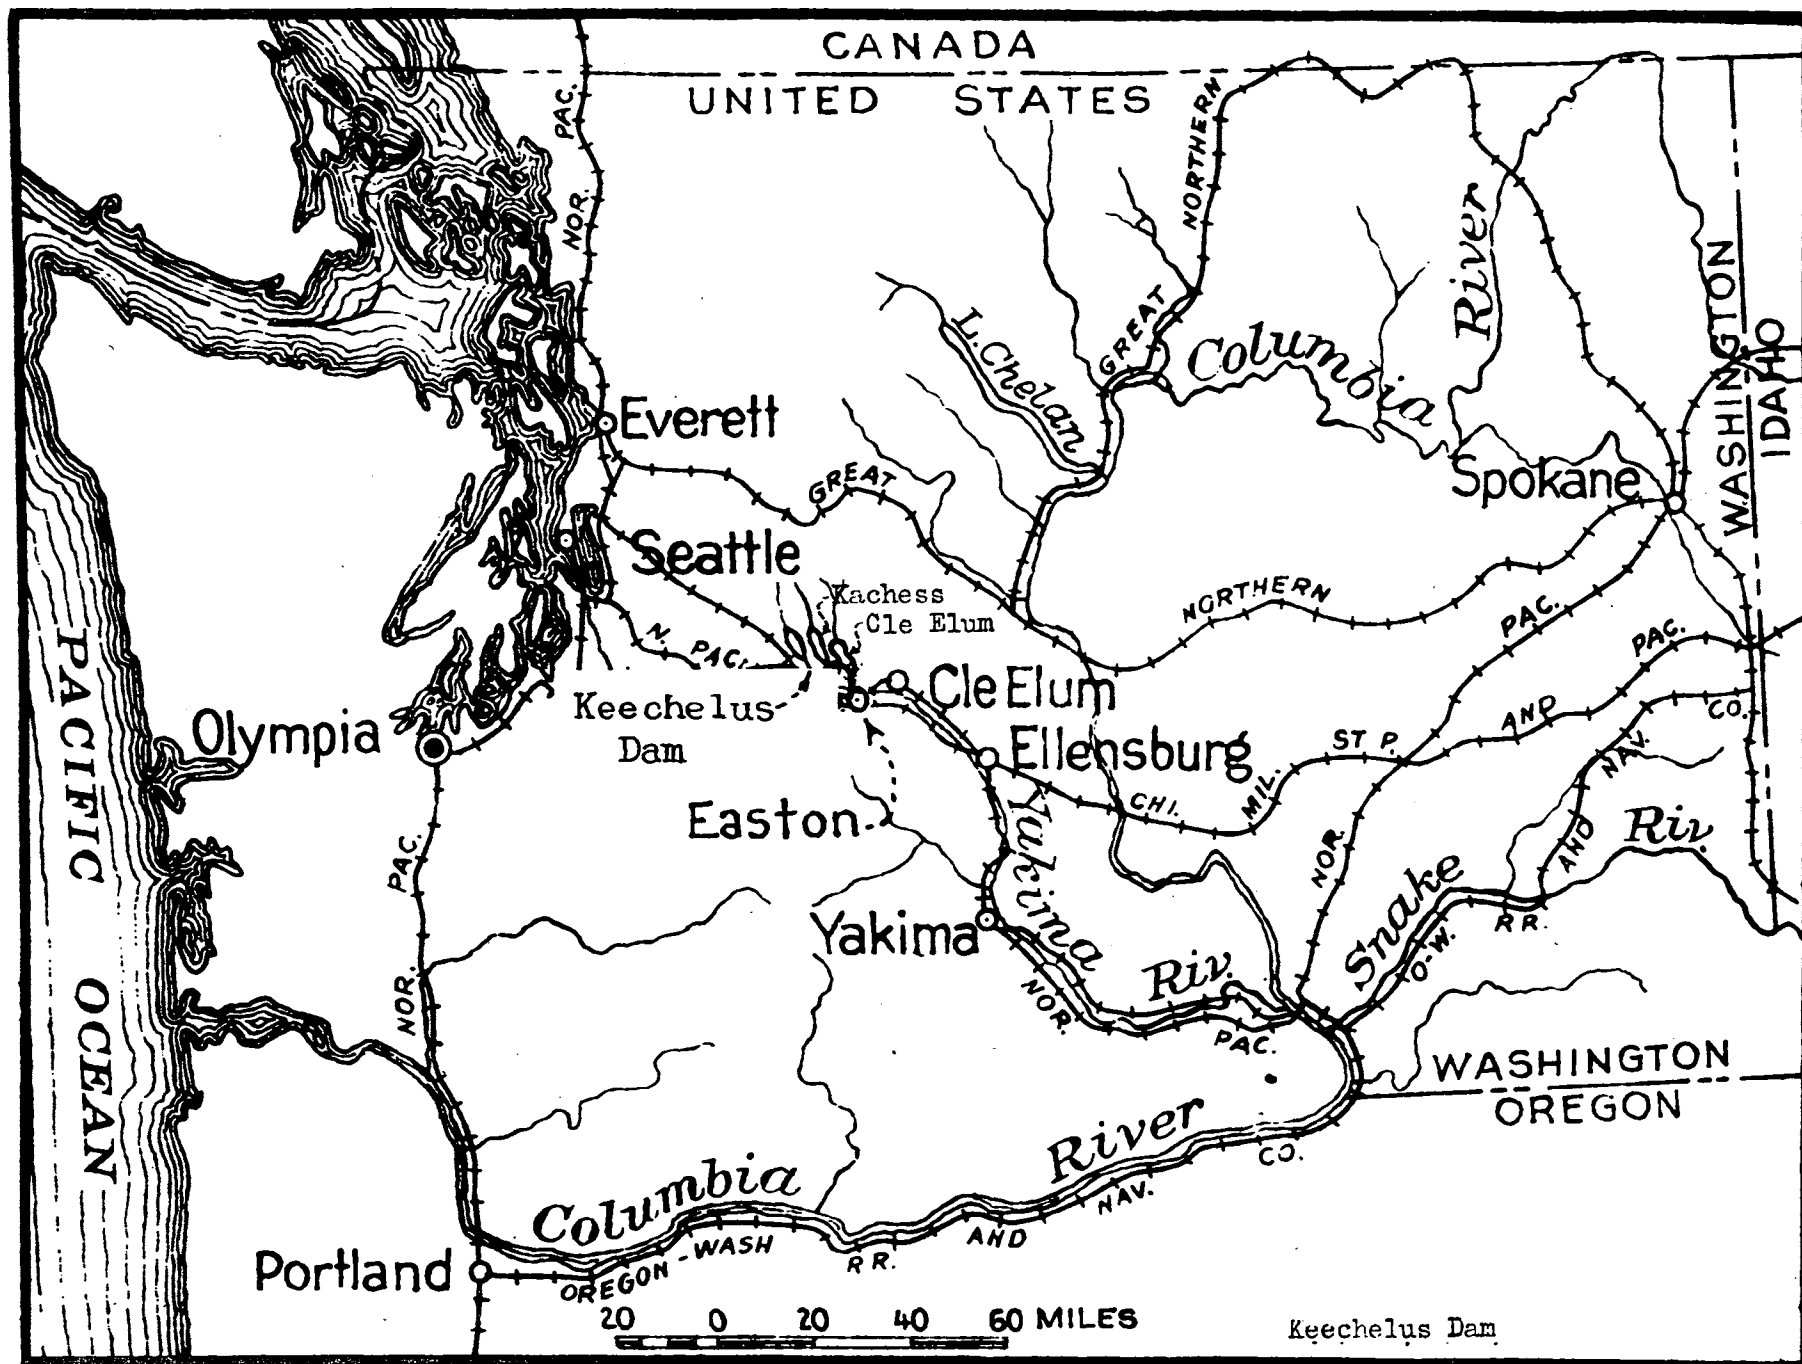 CANADA
UNITED STATES
PAC.
NOR.
NORTHERN
GREAT
River
Columbia
L. Chelan
WASHINGTON
IDAHO
Everett
GREAT
Spokane
Seattle
Kachess
Cle Elum
NORTHERN
PAC.
PAC.
N. PAC.
Keechelus
Dam
Cle Elum
Olympia
Ellensburg
ST P.
AND
CO.
NAV.
CHI.
MIL.
Easton
PACIFIC OCEAN
PAC.
NOR.
Yakima Riv.
NOR.
Snake Riv.
AND
R R.
O-W.
Yakima
NOR.
PAC.
WASHINGTON
OREGON
Columbia River
CO.
NAV.
AND
R R.
OREGON-WASH
Portland
20 0 20 40 60 MILES
Keechelus Dam